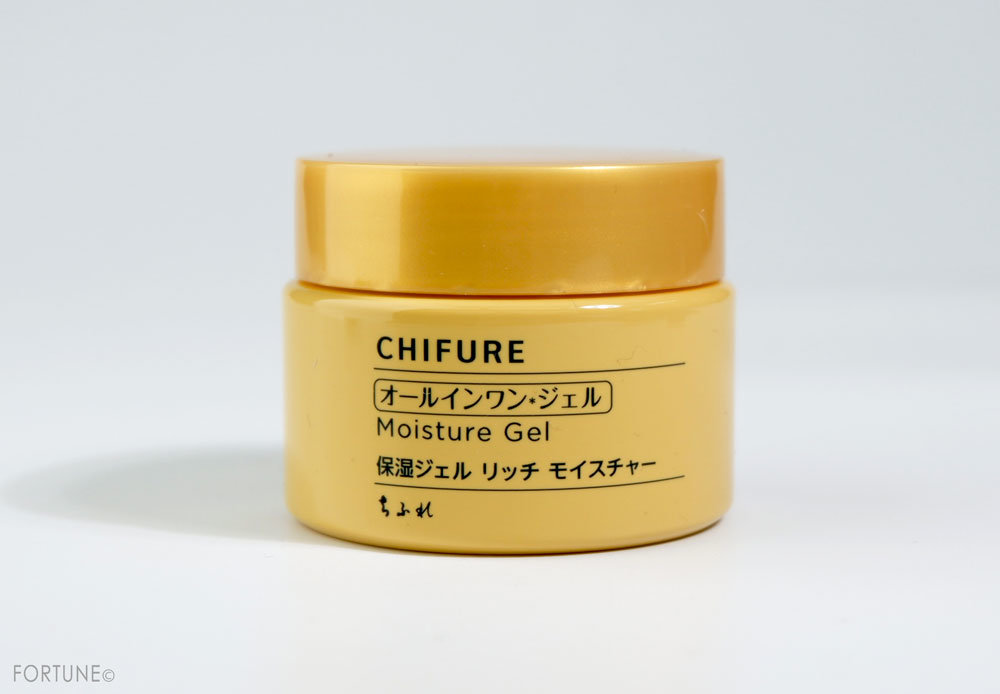 CHIFURE
オールインワン*ジェル
Moisture Gel
保湿ジェル リッチ モイスチャー
ちふれ
FORTUNE©